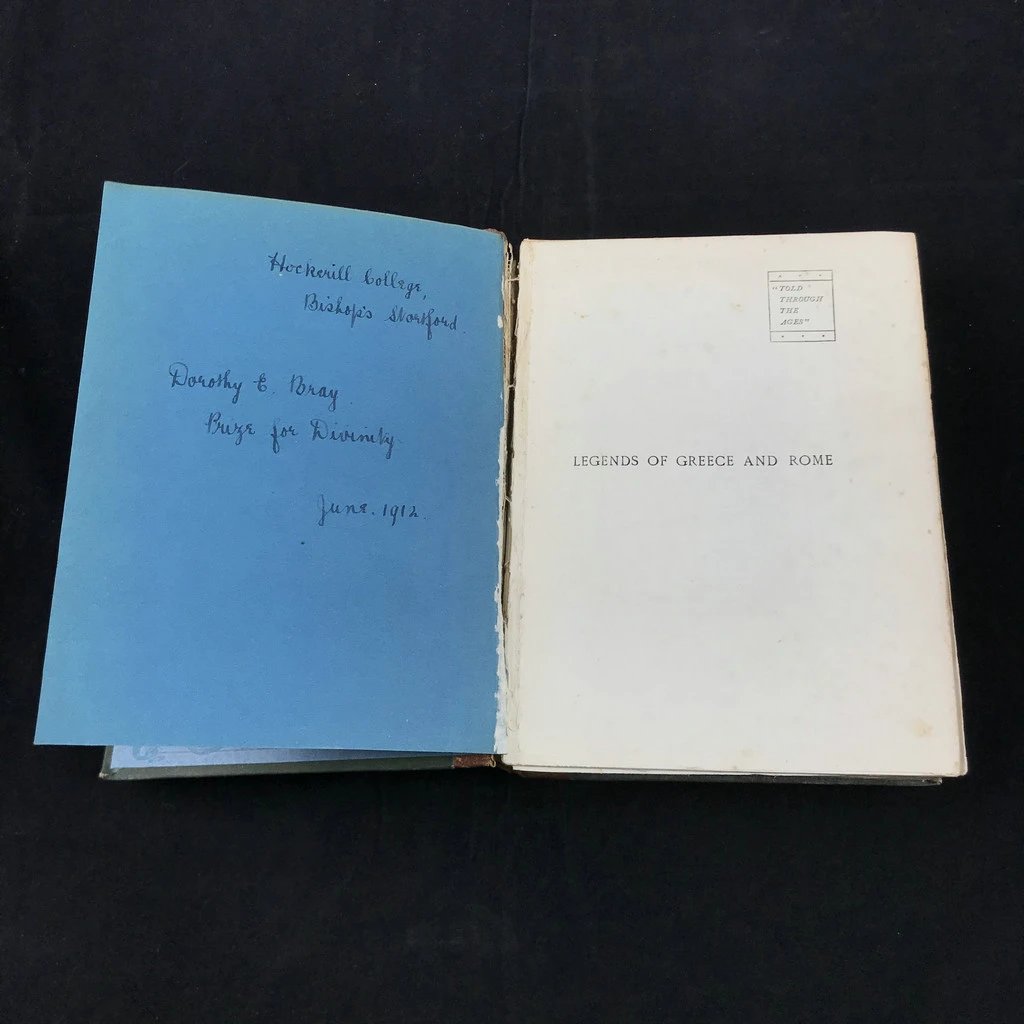 Hockerill College,
Bishop's Stortford.
Dorothy E. Bray.
Prize for Divinity.
June. 1912.
"TOLD
THROUGH
THE
AGES"
LEGENDS OF GREECE AND ROME